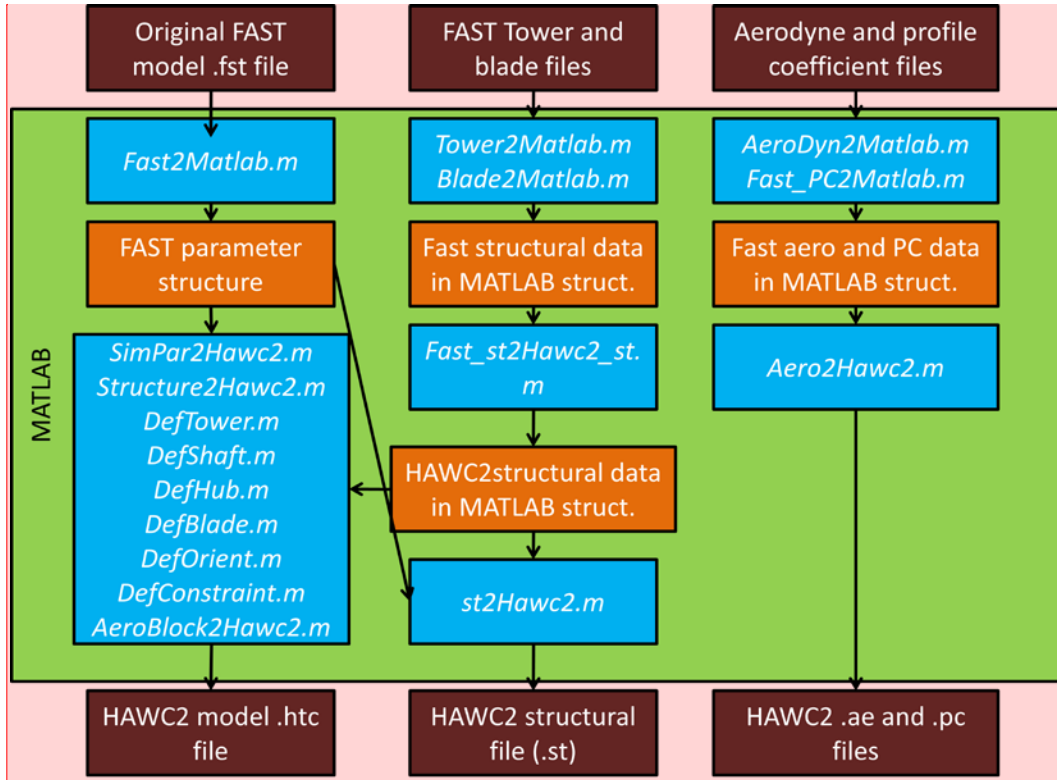 Original FAST
model .fst file
FAST Tower and
blade files
Aerodyne and profile
coefficient files
MATLAB
Fast2Matlab.m
Tower2Matlab.m
Blade2Matlab.m
AeroDyn2Matlab.m
Fast_PC2Matlab.m
FAST parameter
structure
Fast structural data
in MATLAB struct.
Fast aero and PC data
in MATLAB struct.
SimPar2Hawc2.m
Structure2Hawc2.m
DefTower.m
DefShaft.m
DefHub.m
DefBlade.m
DefOrient.m
DefConstraint.m
AeroBlock2Hawc2.m
Fast_st2Hawc2_st.
m
Aero2Hawc2.m
HAWC2structural data
in MATLAB struct.
st2Hawc2.m
HAWC2 model .htc
file
HAWC2 structural
file (.st)
HAWC2 .ae and .pc
files